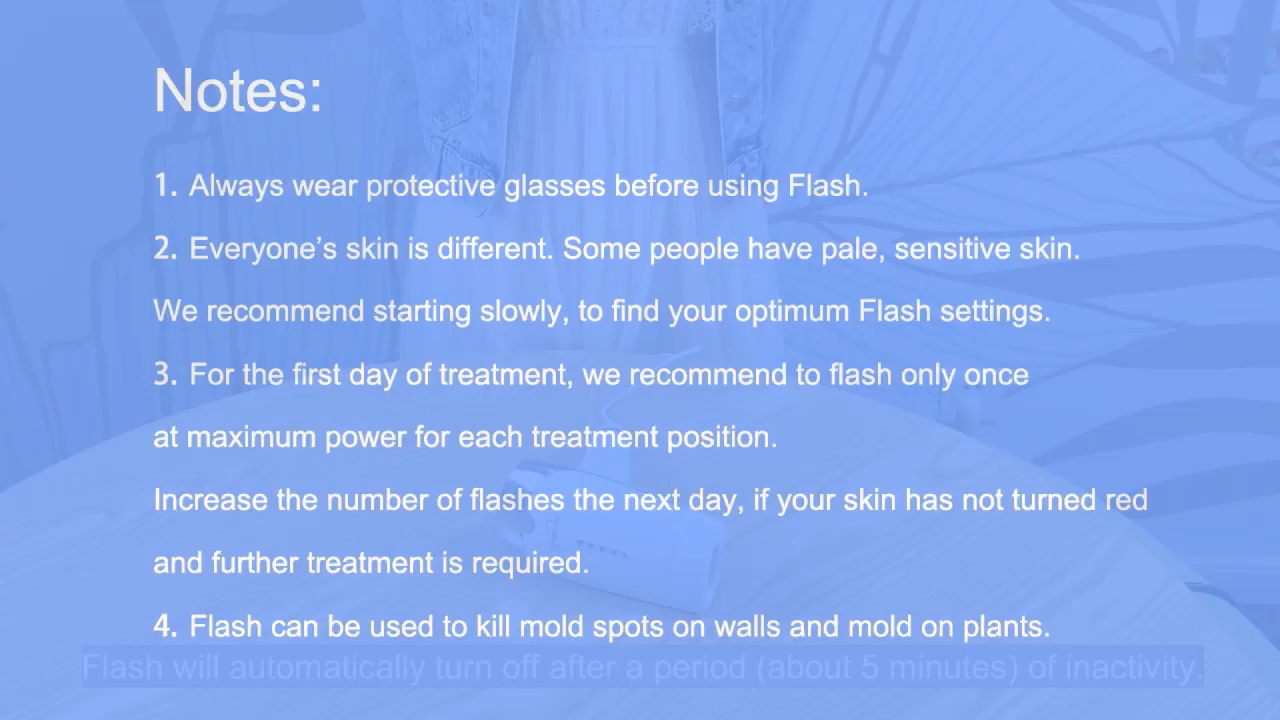 Notes:
1. Always wear protective glasses before using Flash.
2. Everyone’s skin is different. Some people have pale, sensitive skin.
We recommend starting slowly, to find your optimum Flash settings.
3. For the first day of treatment, we recommend to flash only once
at maximum power for each treatment position.
Increase the number of flashes the next day, if your skin has not turned red
and further treatment is required.
4. Flash can be used to kill mold spots on walls and mold on plants.
Flash will automatically turn off after a period (about 5 minutes) of inactivity.